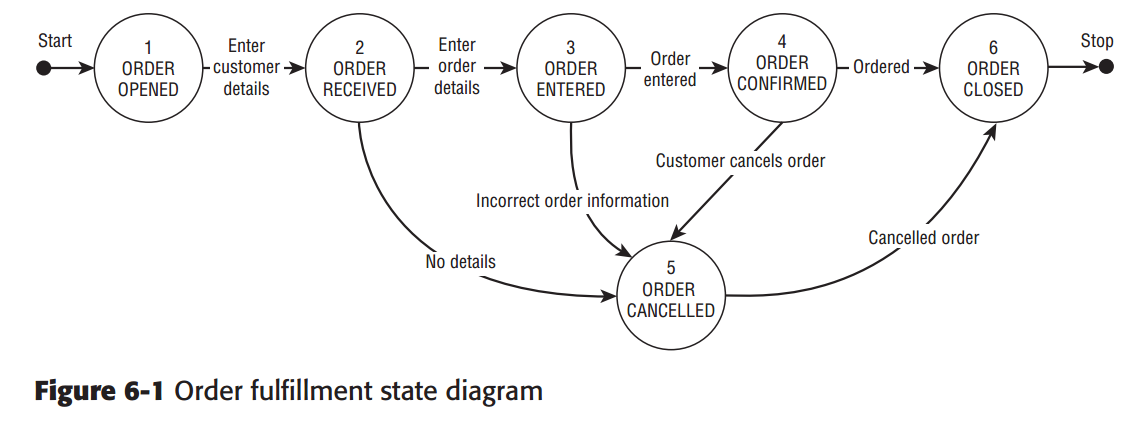 Start
1
ORDER
OPENED
Enter
customer
details
2
ORDER
RECEIVED
Enter
order
details
3
ORDER
ENTERED
Order
entered
4
ORDER
CONFIRMED
Ordered
6
ORDER
CLOSED
Stop
Customer cancels order
Incorrect order information
No details
Cancelled order
5
ORDER
CANCELLED
Figure 6-1 Order fulfillment state diagram